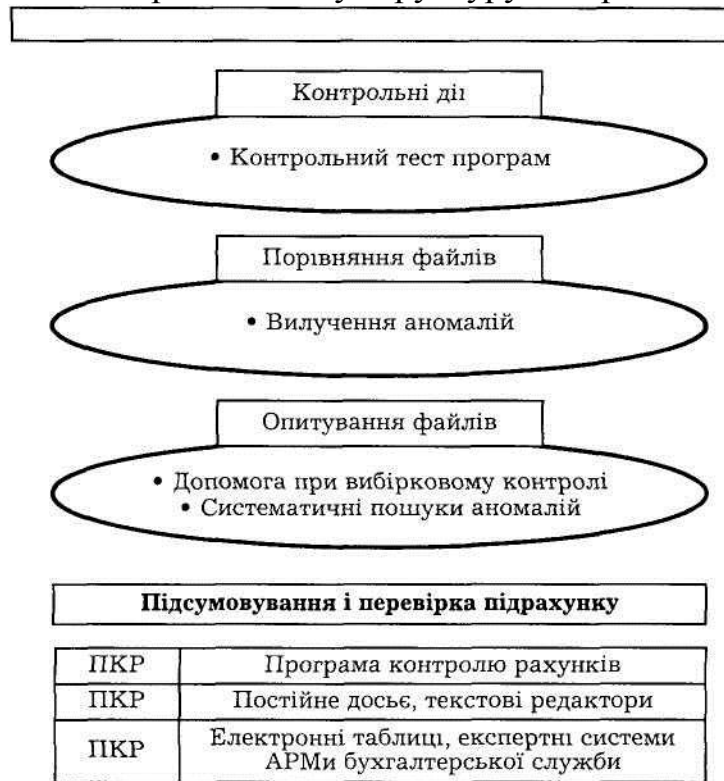 Контрольні дії
• Контрольний тест програм
Порівняння файлів
• Вилучення аномалій
Опитування файлів
• Допомога при вибірковому контролі
• Систематичні пошуки аномалій
Підсумовування і перевірка підрахунку
ПКР Програма контролю рахунків
ПКР Постійне досьє, текстові редактори
ПКР Електронні таблиці, експертні системи
АРМи бухгалтерської служби